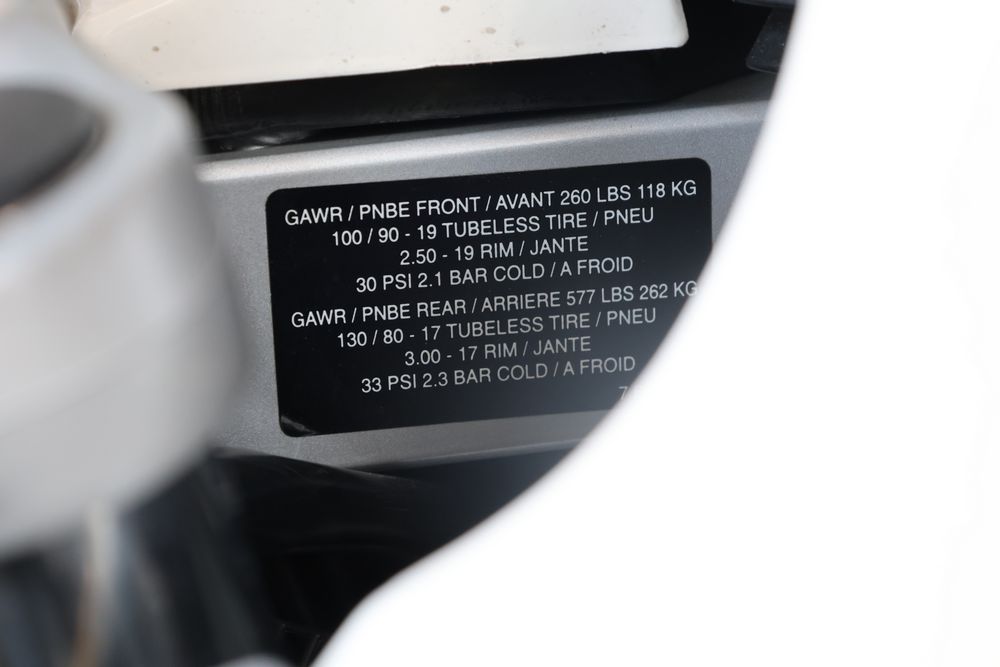 GAWR / PNBE FRONT / AVANT 260 LBS 118 KG
100 / 90 - 19 TUBELESS TIRE / PNEU
2.50 - 19 RIM / JANTE
30 PSI 2.1 BAR COLD / A FROID
GAWR / PNBE REAR / ARRIERE 577 LBS 262 KG
130 / 80 - 17 TUBELESS TIRE / PNEU
3.00 - 17 RIM / JANTE
33 PSI 2.3 BAR COLD / A FROID